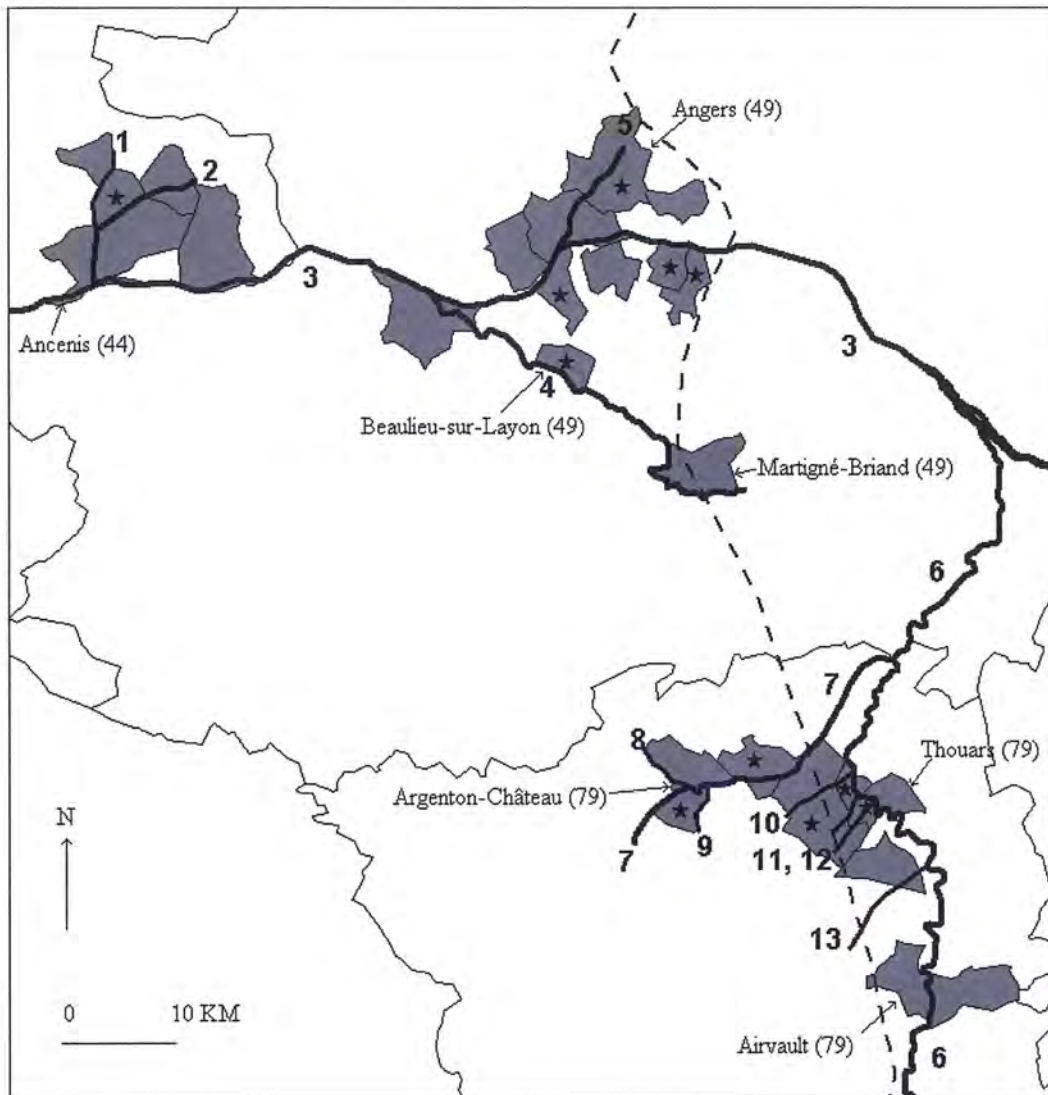 Angers (49)
5
1
2
3
Ancenis (44)
3
4
Beaulieu-sur-Layon (49)
Martigné-Briand (49)
6
7
8
Thouars (79)
Argenton-Château (79)
N
10
9
7
11, 12
13
0 10 KM
Airvault (79)
6